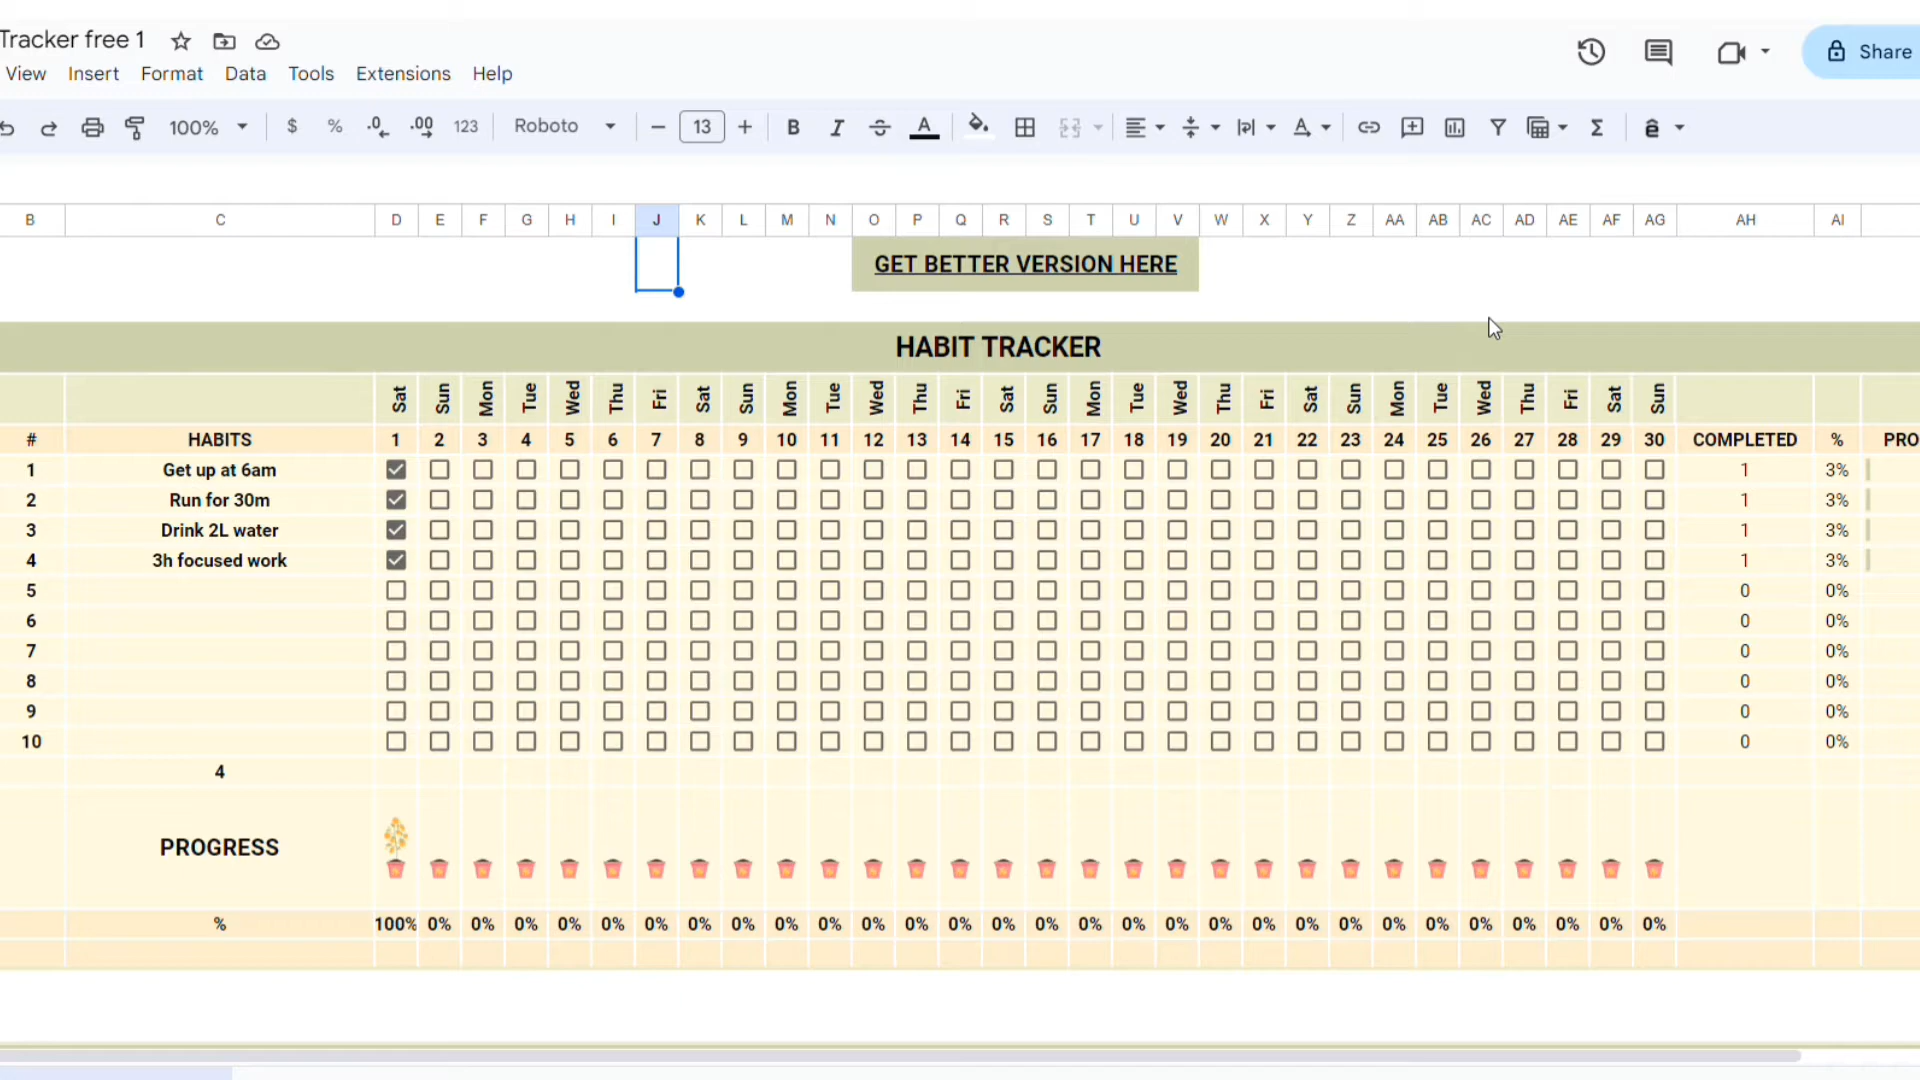 Tracker free 1
Share
View Insert Format Data Tools Extensions Help
100% $ % .0 .00 123 Roboto 13 B I A Σ
B C D E F G H I J K L M N O P Q R S T U V W X Y Z AA AB AC AD AE AF AG AH AI
GET BETTER VERSION HERE
HABIT TRACKER
Sat Sun Mon Tue Wed Thu Fri Sat Sun Mon Tue Wed Thu Fri Sat Sun Mon Tue Wed Thu Fri Sat Sun Mon Tue Wed Thu Fri Sat Sun
# HABITS 1 2 3 4 5 6 7 8 9 10 11 12 13 14 15 16 17 18 19 20 21 22 23 24 25 26 27 28 29 30 COMPLETED % PRO
1 Get up at 6am 1 3%
2 Run for 30m 1 3%
3 Drink 2L water 1 3%
4 3h focused work 1 3%
5 0 0%
6 0 0%
7 0 0%
8 0 0%
9 0 0%
10 0 0%
4
PROGRESS
% 100% 0% 0% 0% 0% 0% 0% 0% 0% 0% 0% 0% 0% 0% 0% 0% 0% 0% 0% 0% 0% 0% 0% 0% 0% 0% 0% 0% 0% 0%